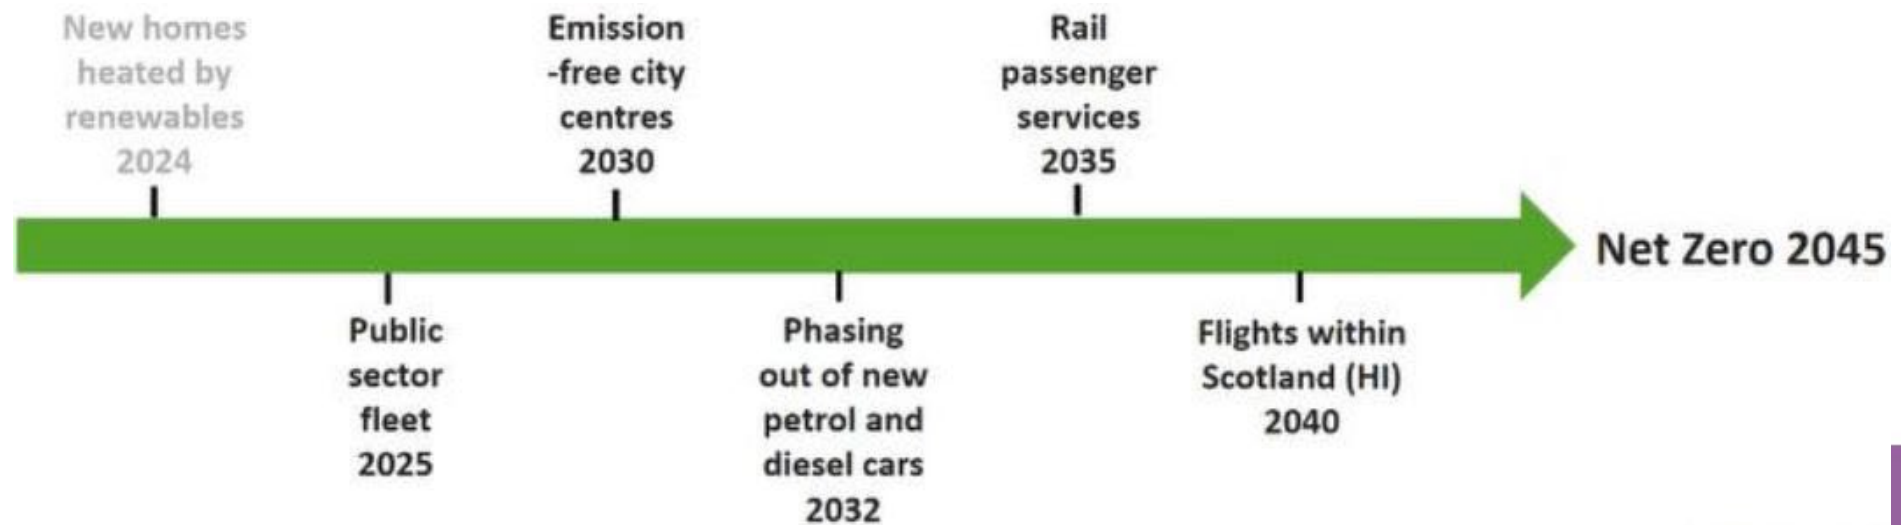 New homes
heated by
renewables
2024
Emission
-free city
centres
2030
Rail
passenger
services
2035
Net Zero 2045
Public
sector
fleet
2025
Phasing
out of new
petrol and
diesel cars
2032
Flights within
Scotland (HI)
2040